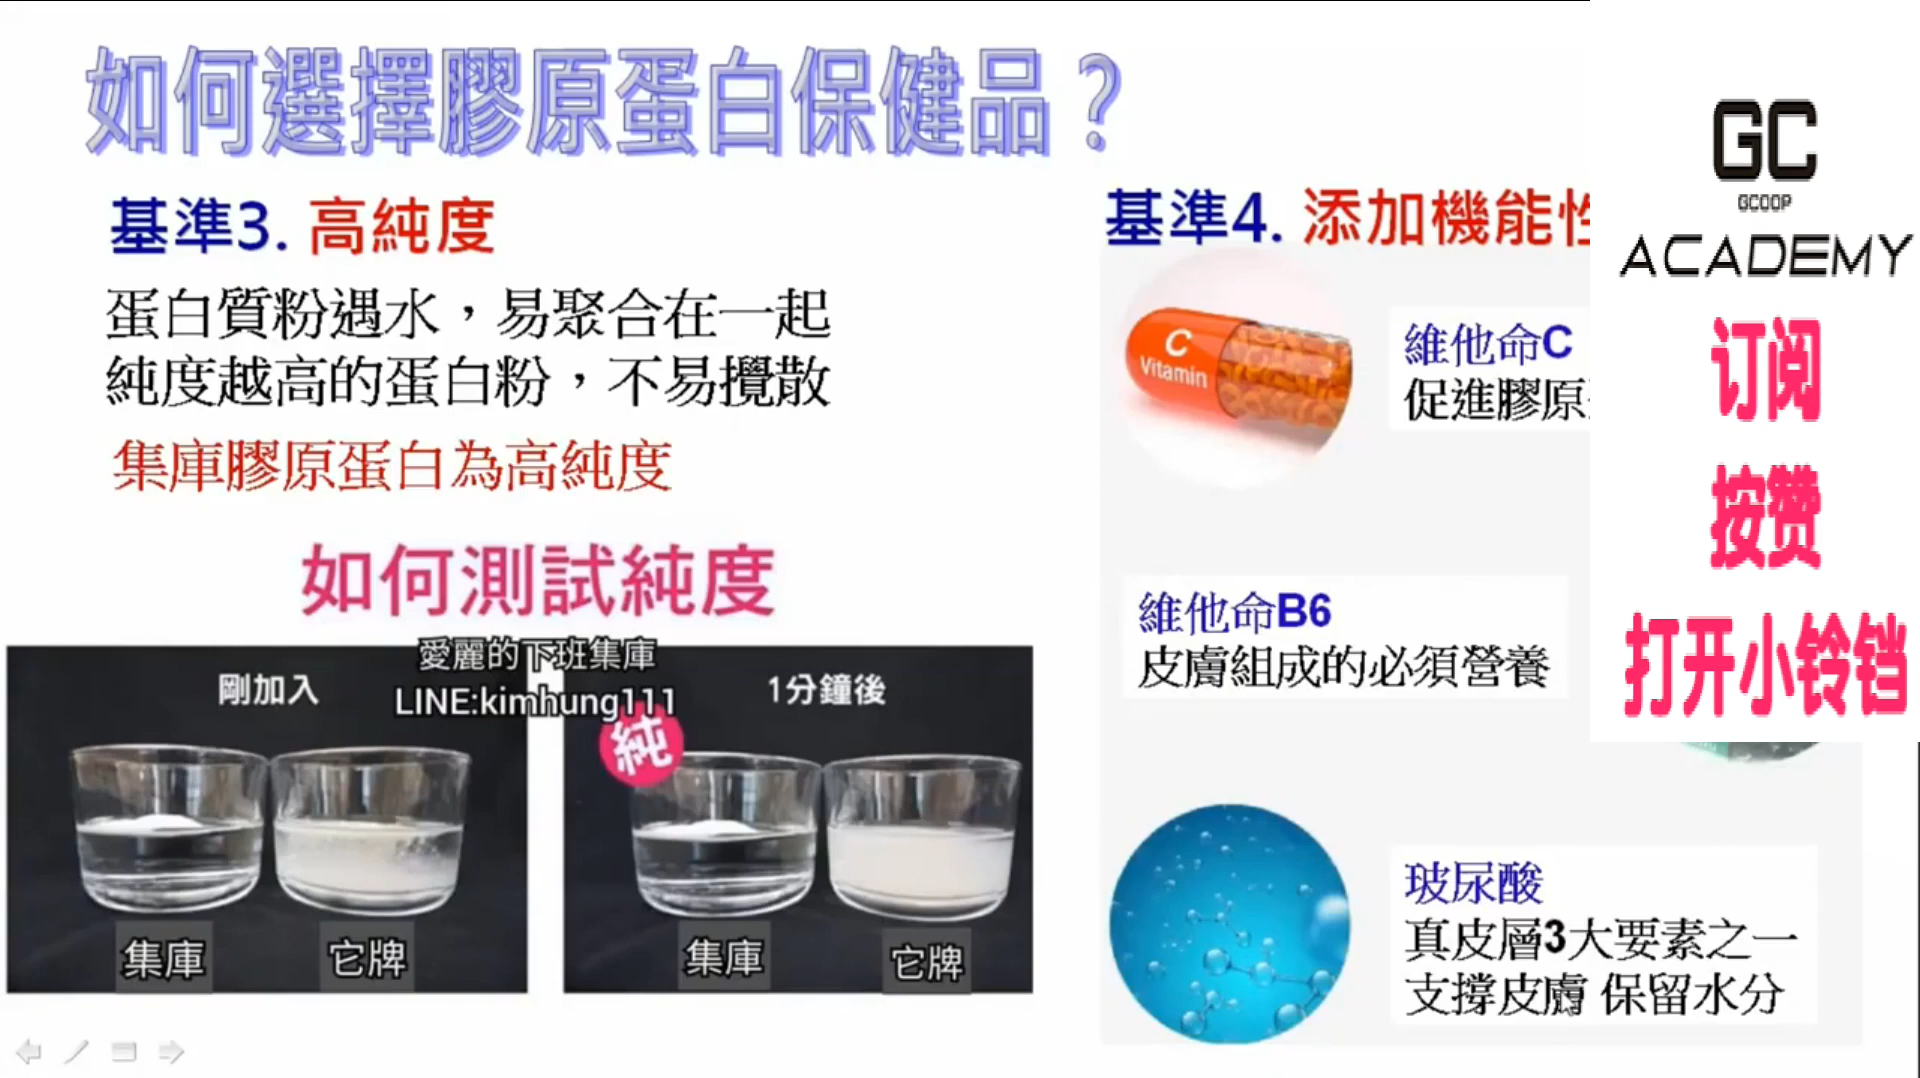 如何選擇膠原蛋白保健品？
基準3. 高純度
蛋白質粉遇水，易聚合在一起
純度越高的蛋白粉，不易攪散
集庫膠原蛋白為高純度
如何測試純度
愛麗的下班集庫
LINE:kimhung111
剛加入
1分鐘後
純
集庫
它牌
集庫
它牌
基準4. 添加機能性
C
Vitamin
維他命C
促進膠原
維他命B6
皮膚組成的必須營養
玻尿酸
真皮層3大要素之一
支撐皮膚 保留水分
GC
GCOOP
ACADEMY
订阅
按赞
打开小铃铛